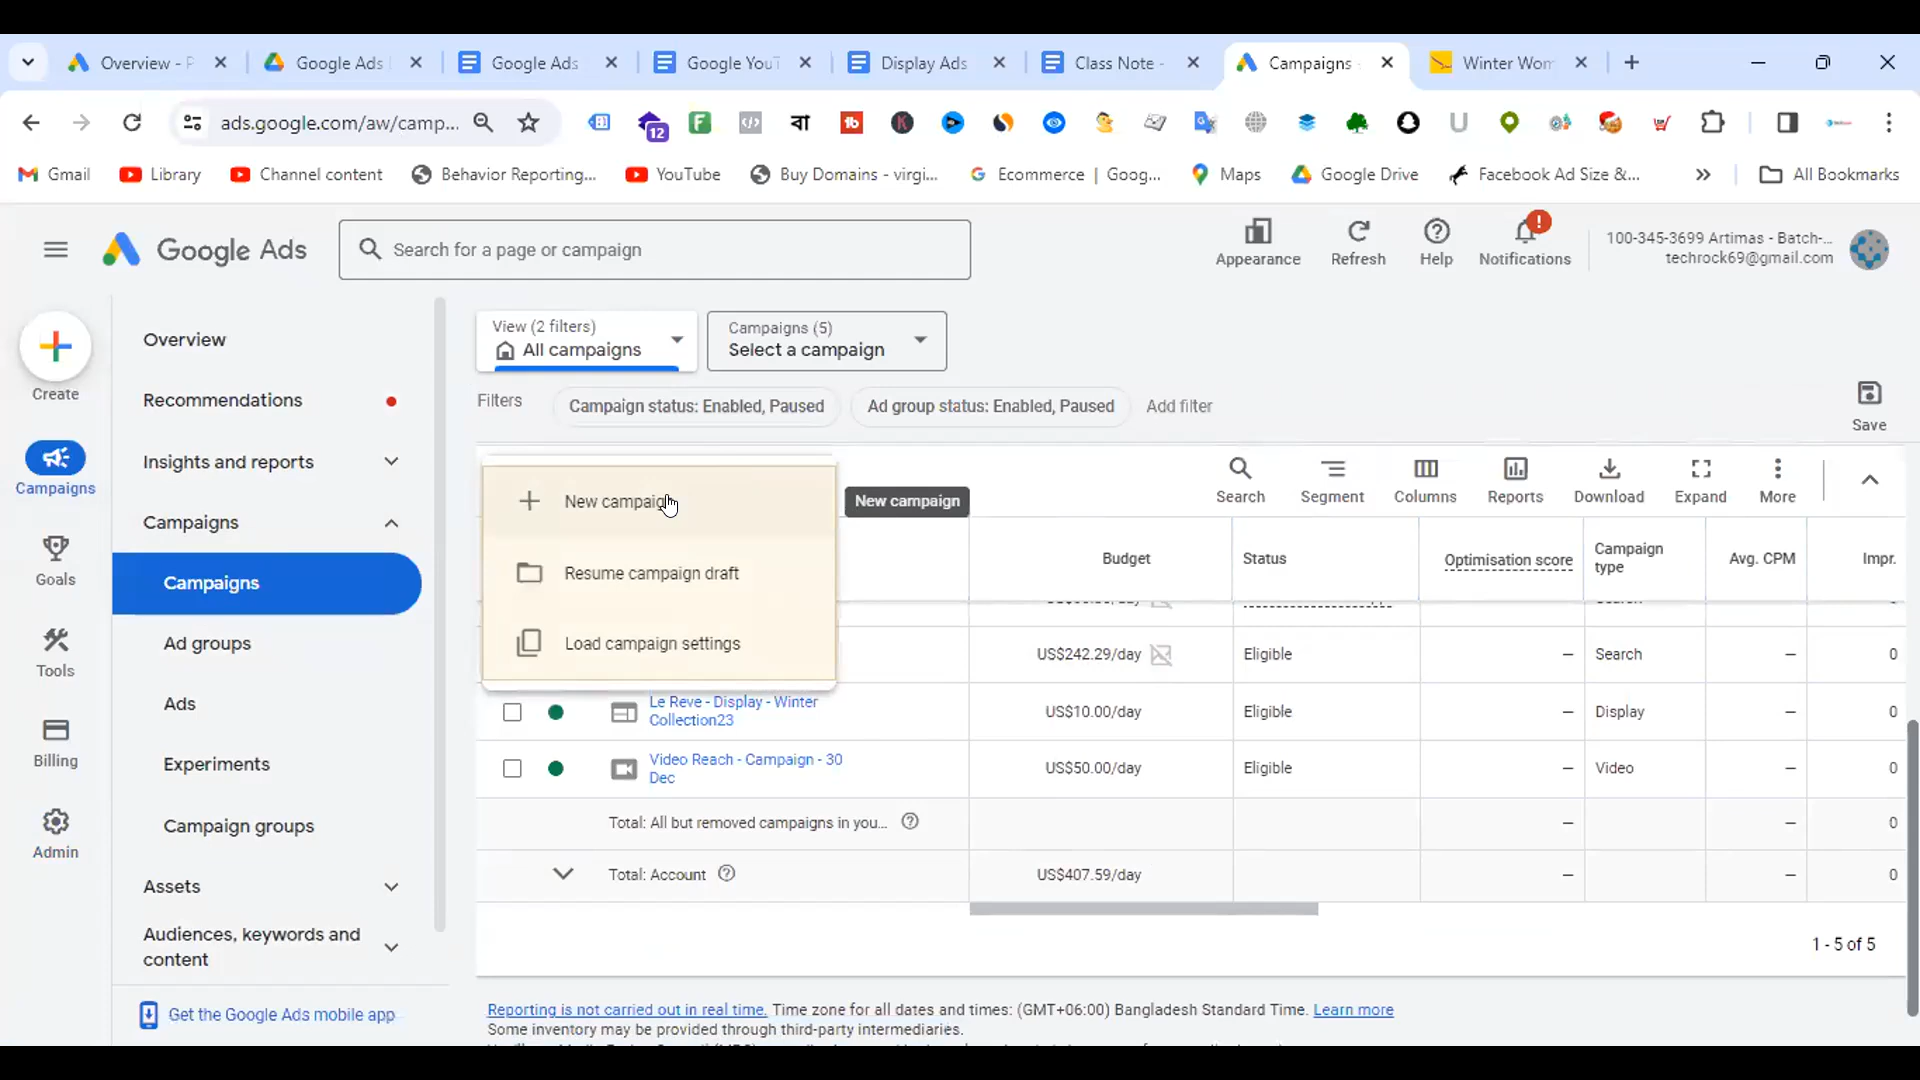 Overview - P
Google Ads
Google Ads
Google YouT
Display Ads
Class Note -
Campaigns -
Winter Wom
ads.google.com/aw/camp...
12
বা
Gmail
Library
Channel content
Behavior Reporting...
YouTube
Buy Domains - virgi...
Ecommerce | Goog...
Maps
Google Drive
Facebook Ad Size &...
All Bookmarks
Google Ads
Search for a page or campaign
Appearance
Refresh
Help
Notifications
100-345-3699 Artimas - Batch-...
techrock69@gmail.com
Create
Campaigns
Goals
Tools
Billing
Admin
Overview
Recommendations
Insights and reports
Campaigns
Campaigns
Ad groups
Ads
Experiments
Campaign groups
Assets
Audiences, keywords and
content
Get the Google Ads mobile app
View (2 filters)
All campaigns
Campaigns (5)
Select a campaign
Filters
Campaign status: Enabled, Paused
Ad group status: Enabled, Paused
Add filter
Save
New campaign
Resume campaign draft
Load campaign settings
New campaign
Search
Segment
Columns
Reports
Download
Expand
More
Budget
Status
Optimisation score
Campaign
type
Avg. CPM
Impr.
US$242.29/day
Eligible
–
Search
–
0
Le Reve - Display - Winter
Collection23
US$10.00/day
Eligible
–
Display
–
0
Video Reach - Campaign - 30
Dec
US$50.00/day
Eligible
–
Video
–
0
Total: All but removed campaigns in you...
–
–
0
Total: Account
US$407.59/day
–
–
0
1 - 5 of 5
Reporting is not carried out in real time. Time zone for all dates and times: (GMT+06:00) Bangladesh Standard Time. Learn more
Some inventory may be provided through third-party intermediaries.